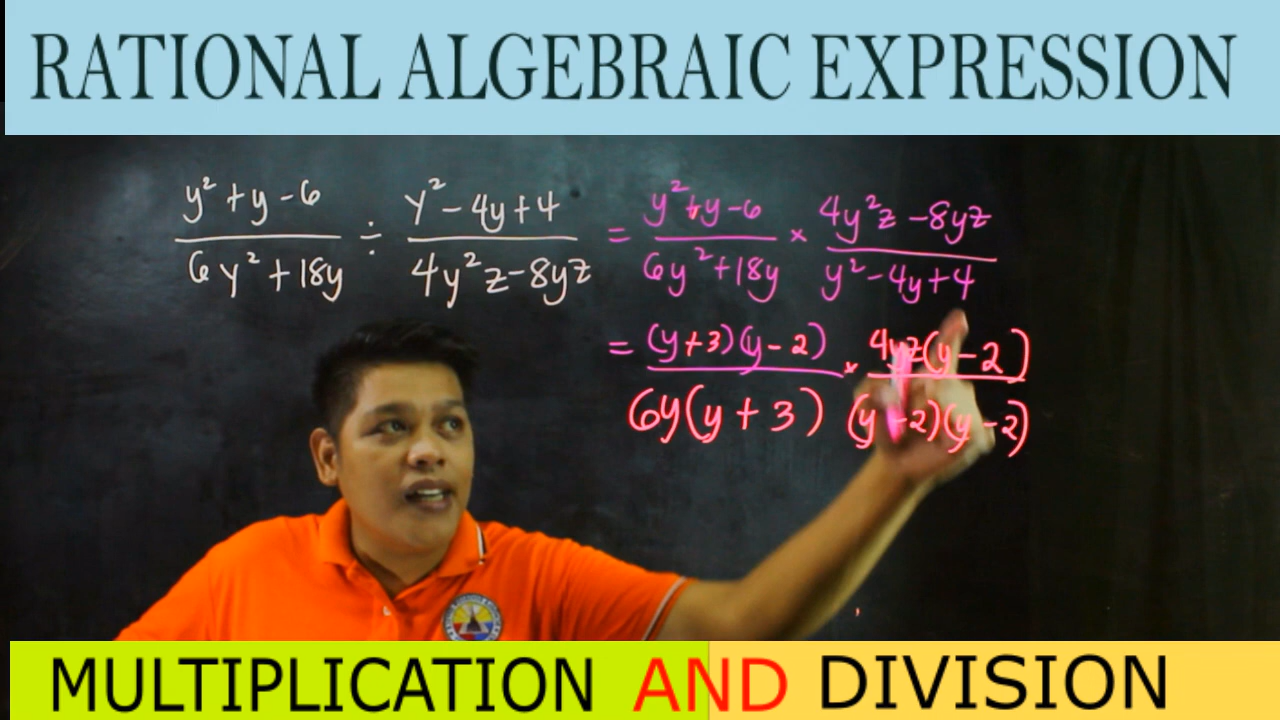 RATIONAL ALGEBRAIC EXPRESSION
y² + y - 6 / 6y² + 18y ÷ y² - 4y + 4 / 4y²z - 8yz = y² + y - 6 / 6y² + 18y × 4y²z - 8yz / y² - 4y + 4
= (y + 3)(y - 2) / 6y(y + 3) × 4yz(y - 2) / (y - 2)(y - 2)
MULTIPLICATION AND DIVISION